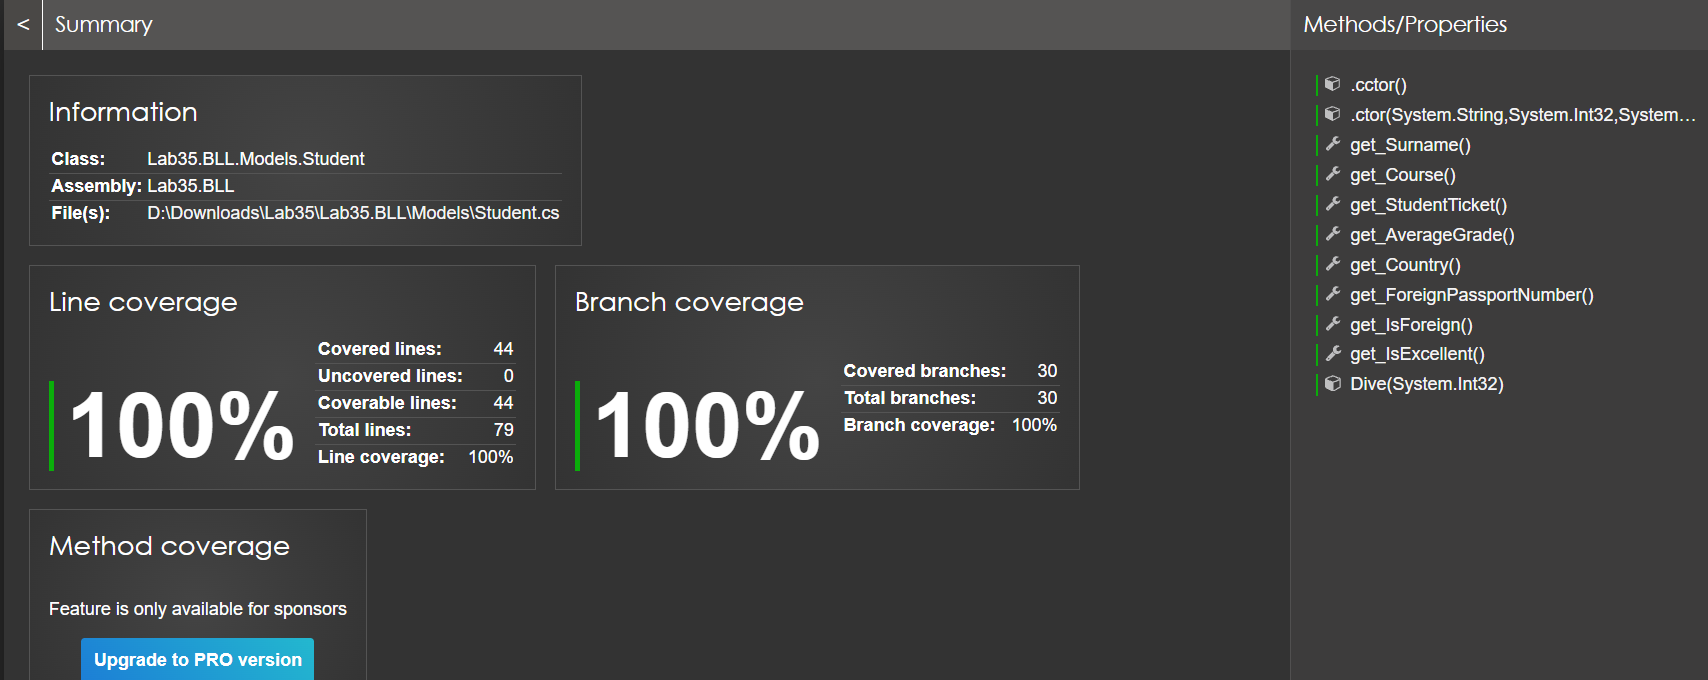 < Summary
Information
Class: Lab35.BLL.Models.Student
Assembly: Lab35.BLL
File(s): D:\Downloads\Lab35\Lab35.BLL\Models\Student.cs
Line coverage
100%
Covered lines: 44
Uncovered lines: 0
Coverable lines: 44
Total lines: 79
Line coverage: 100%
Branch coverage
100%
Covered branches: 30
Total branches: 30
Branch coverage: 100%
Method coverage
Feature is only available for sponsors
Upgrade to PRO version
Methods/Properties
.cctor()
.ctor(System.String,System.Int32,System…
get_Surname()
get_Course()
get_StudentTicket()
get_AverageGrade()
get_Country()
get_ForeignPassportNumber()
get_IsForeign()
get_IsExcellent()
Dive(System.Int32)